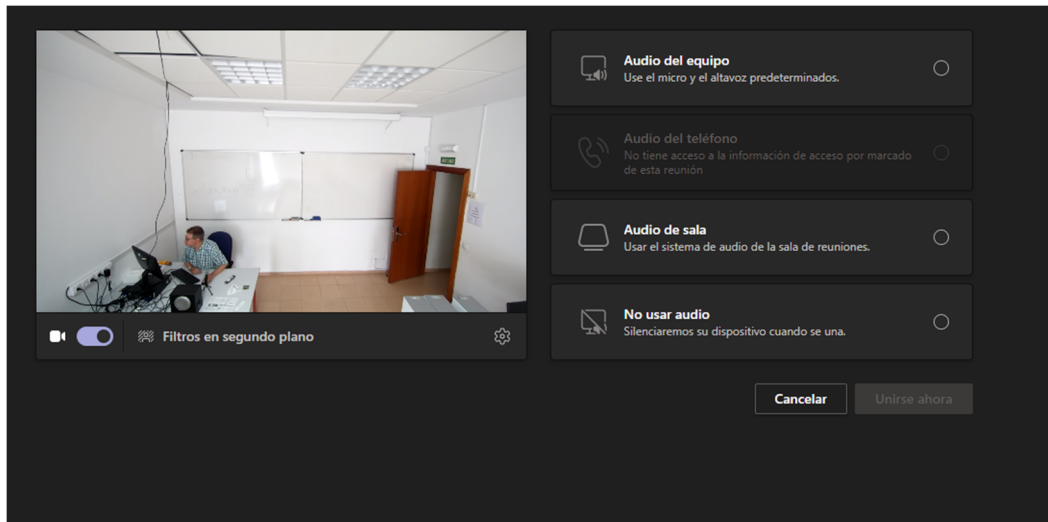 Audio del equipo
Use el micro y el altavoz predeterminados.
Audio del teléfono
No tiene acceso a la información de acceso por marcado
de esta reunión
Audio de sala
Usar el sistema de audio de la sala de reuniones.
No usar audio
Silenciaremos su dispositivo cuando se una.
Filtros en segundo plano
Cancelar
Unirse ahora